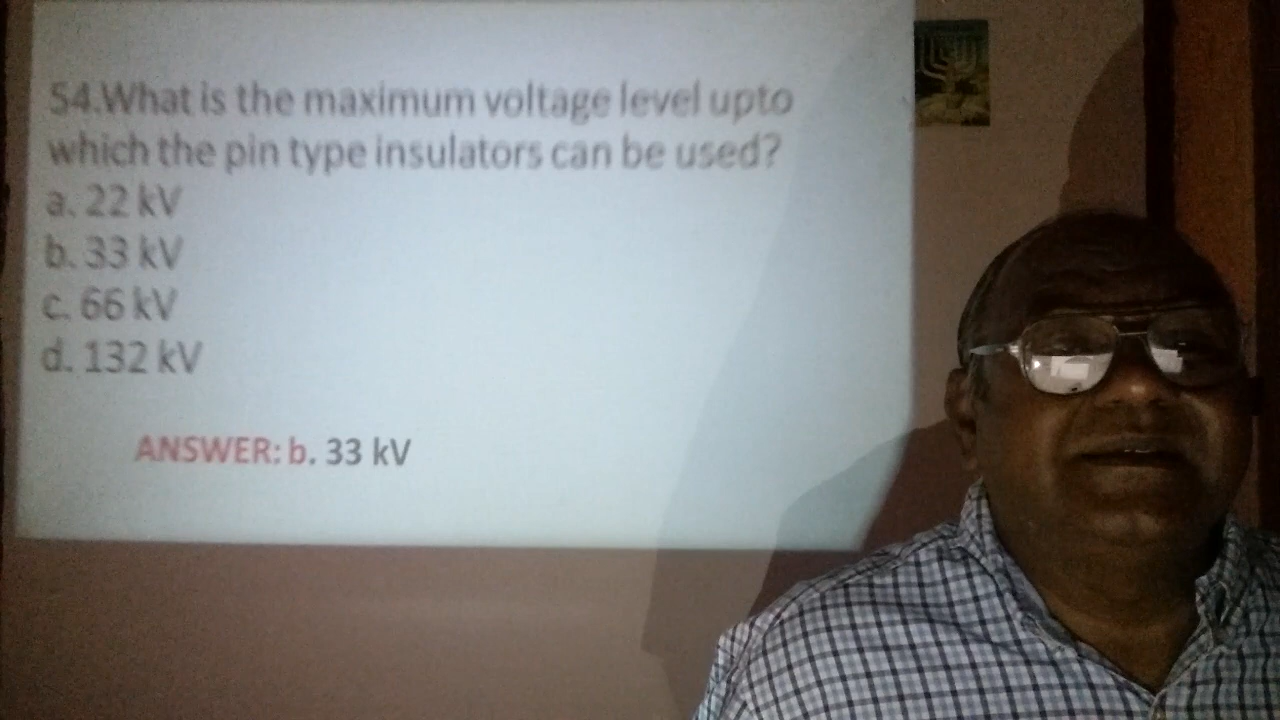 54.What is the maximum voltage level upto
which the pin type insulators can be used?
a. 22 kV
b. 33 kV
c. 66 kV
d. 132 kV
ANSWER: b. 33 kV